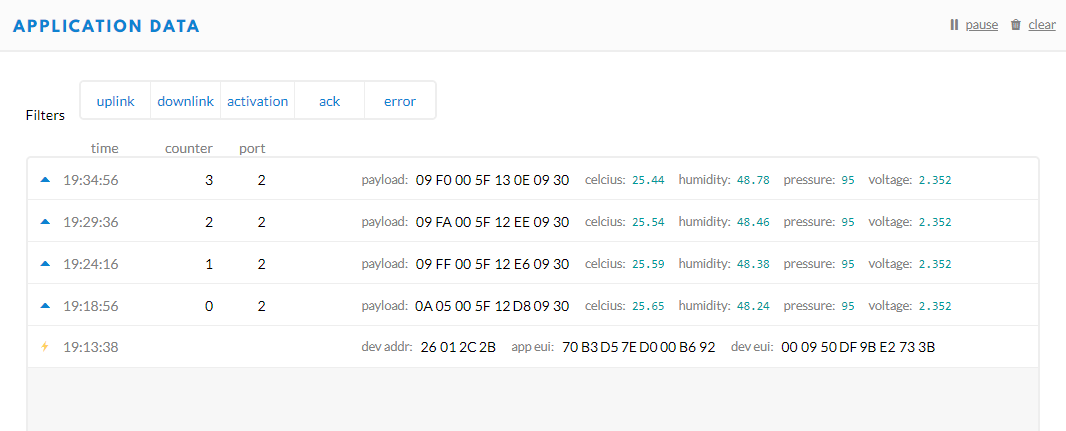 APPLICATION DATA pause clear
Filters uplink downlink activation ack error
time counter port
19:34:56 3 2 payload: 09 F0 00 5F 13 0E 09 30 celcius: 25.44 humidity: 48.78 pressure: 95 voltage: 2.352
19:29:36 2 2 payload: 09 FA 00 5F 12 EE 09 30 celcius: 25.54 humidity: 48.46 pressure: 95 voltage: 2.352
19:24:16 1 2 payload: 09 FF 00 5F 12 E6 09 30 celcius: 25.59 humidity: 48.38 pressure: 95 voltage: 2.352
19:18:56 0 2 payload: 0A 05 00 5F 12 D8 09 30 celcius: 25.65 humidity: 48.24 pressure: 95 voltage: 2.352
19:13:38 dev addr: 26 01 2C 2B app eui: 70 B3 D5 7E D0 00 B6 92 dev eui: 00 09 50 DF 9B E2 73 3B